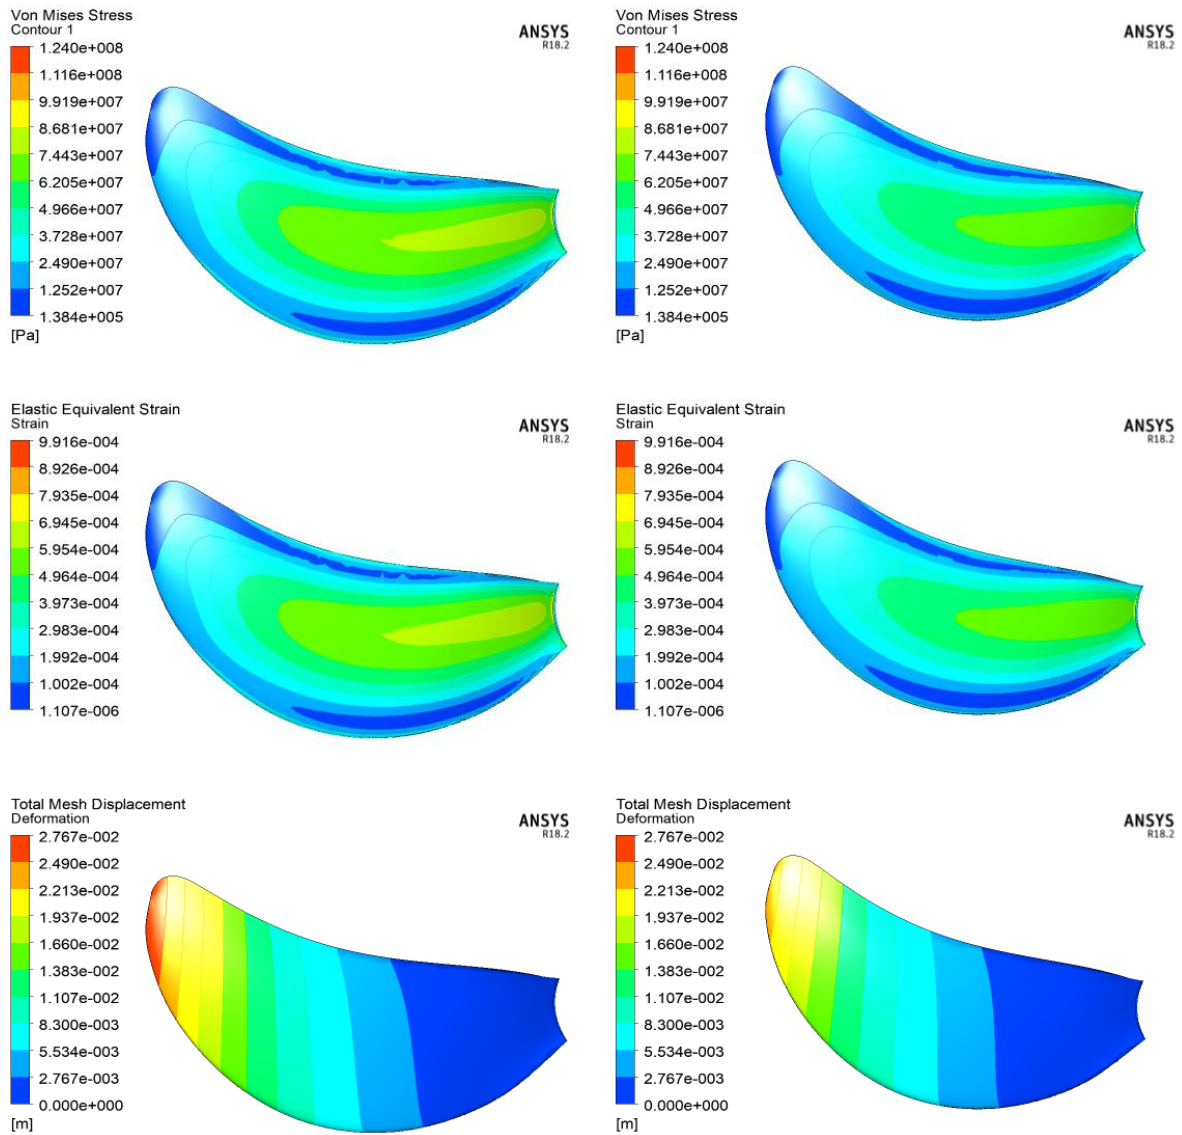 Von Mises Stress
Contour 1
ANSYS
R18.2
1.240e+008
1.116e+008
9.919e+007
8.681e+007
7.443e+007
6.205e+007
4.966e+007
3.728e+007
2.490e+007
1.252e+007
1.384e+005
[Pa]
Von Mises Stress
Contour 1
ANSYS
R18.2
1.240e+008
1.116e+008
9.919e+007
8.681e+007
7.443e+007
6.205e+007
4.966e+007
3.728e+007
2.490e+007
1.252e+007
1.384e+005
[Pa]
Elastic Equivalent Strain
Strain
ANSYS
R18.2
9.916e-004
8.926e-004
7.935e-004
6.945e-004
5.954e-004
4.964e-004
3.973e-004
2.983e-004
1.992e-004
1.002e-004
1.107e-006
Elastic Equivalent Strain
Strain
ANSYS
R18.2
9.916e-004
8.926e-004
7.935e-004
6.945e-004
5.954e-004
4.964e-004
3.973e-004
2.983e-004
1.992e-004
1.002e-004
1.107e-006
Total Mesh Displacement
Deformation
ANSYS
R18.2
2.767e-002
2.490e-002
2.213e-002
1.937e-002
1.660e-002
1.383e-002
1.107e-002
8.300e-003
5.534e-003
2.767e-003
0.000e+000
[m]
Total Mesh Displacement
Deformation
ANSYS
R18.2
2.767e-002
2.490e-002
2.213e-002
1.937e-002
1.660e-002
1.383e-002
1.107e-002
8.300e-003
5.534e-003
2.767e-003
0.000e+000
[m]